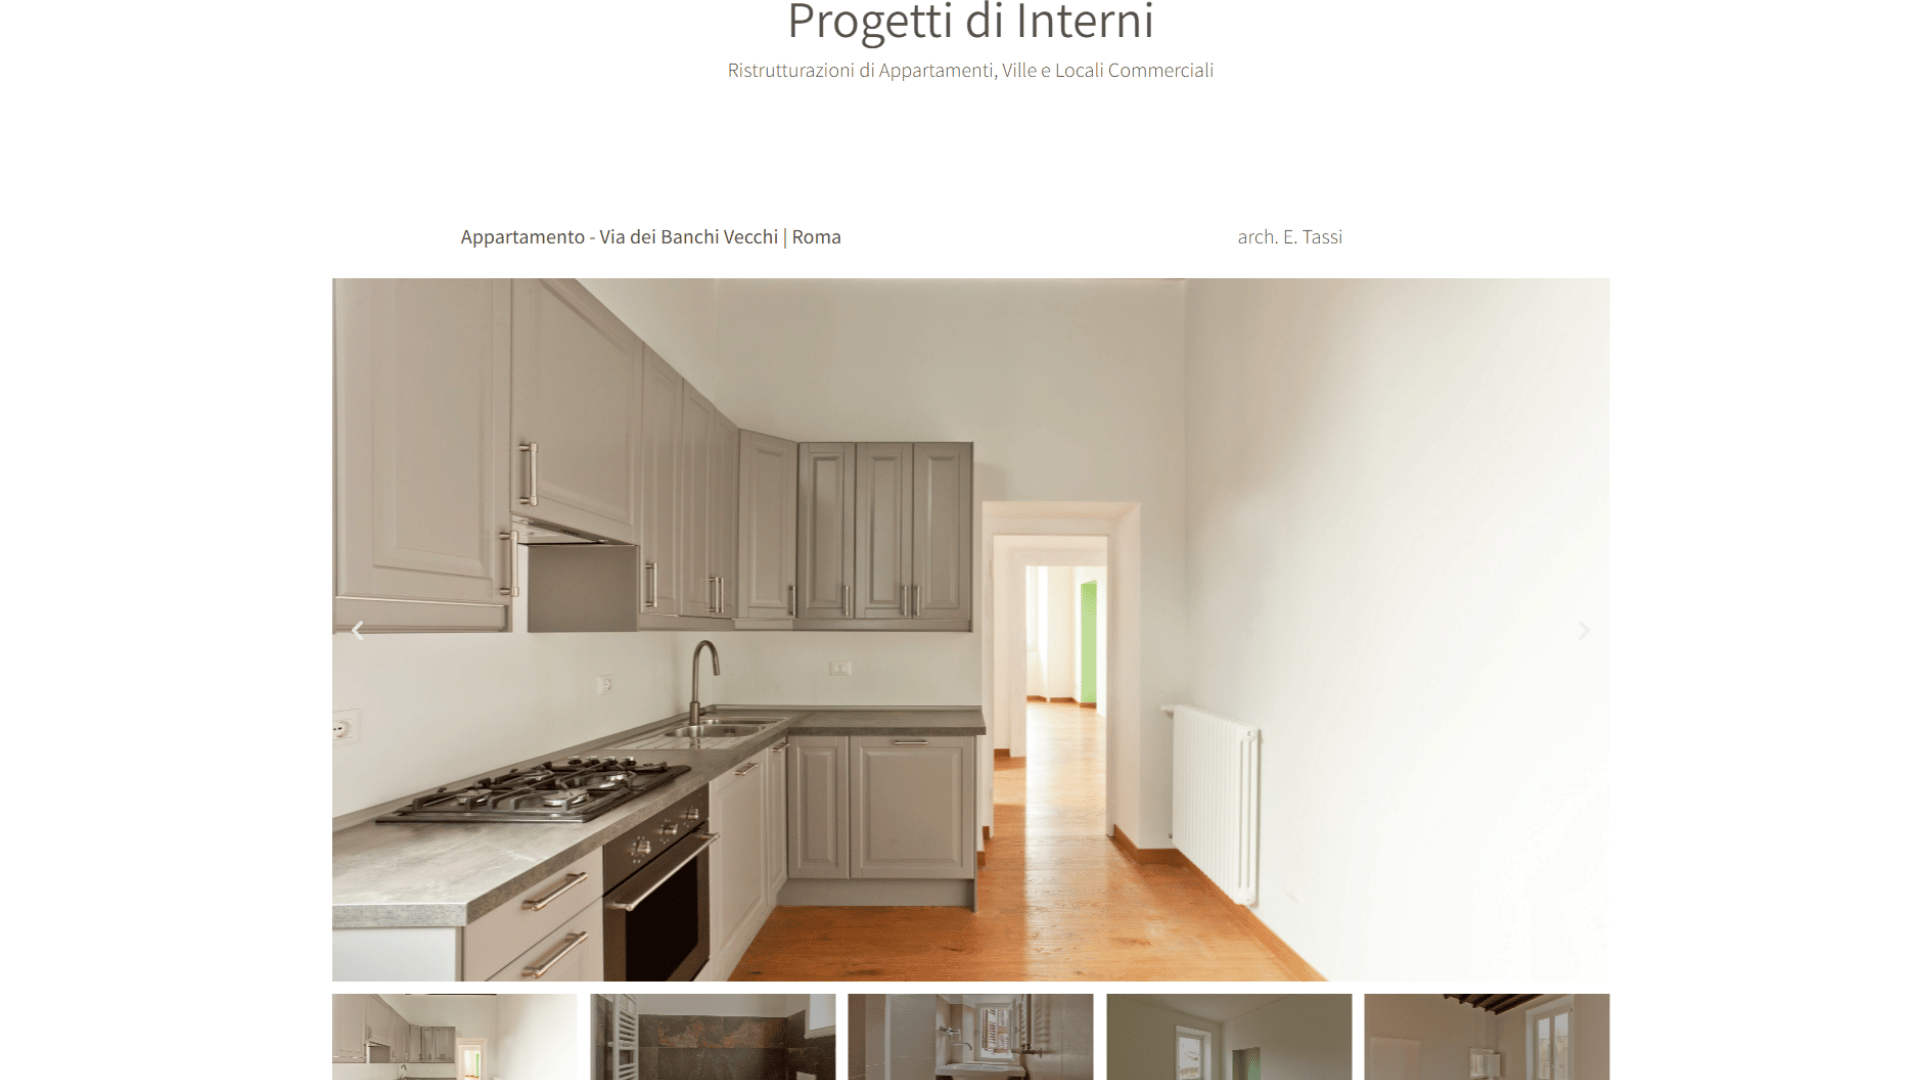 Progetti di Interni
Ristrutturazioni di Appartamenti, Ville e Locali Commerciali
Appartamento - Via dei Banchi Vecchi | Roma
arch. E. Tassi